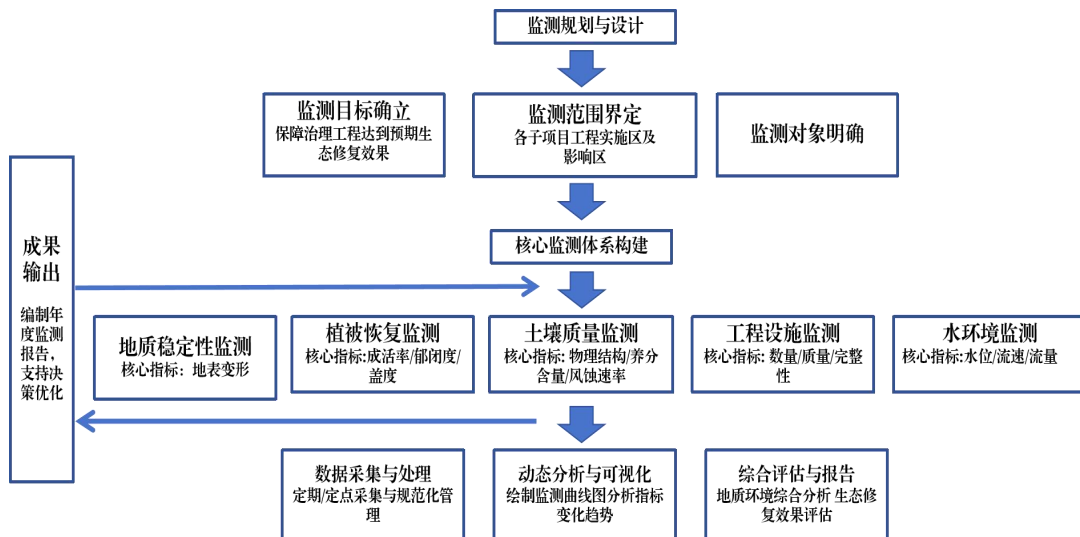 监测规划与设计
监测目标确立
保障治理工程达到预期生
态修复效果
监测范围界定
各子项目工程实施区及
影响区
监测对象明确
核心监测体系构建
成果
输出
编制年
度监测
报告，
支持决
策优化
地质稳定性监测
核心指标：地表变形
植被恢复监测
核心指标:成活率/郁闭度/
盖度
土壤质量监测
核心指标: 物理结构/养分
含量/风蚀速率
工程设施监测
核心指标: 数量/质量/完整
性
水环境监测
核心指标:水位/流速/流量
数据采集与处理
定期/定点采集与规范化管
理
动态分析与可视化
绘制监测曲线图分析指标
变化趋势
综合评估与报告
地质环境综合分析 生态修
复效果评估